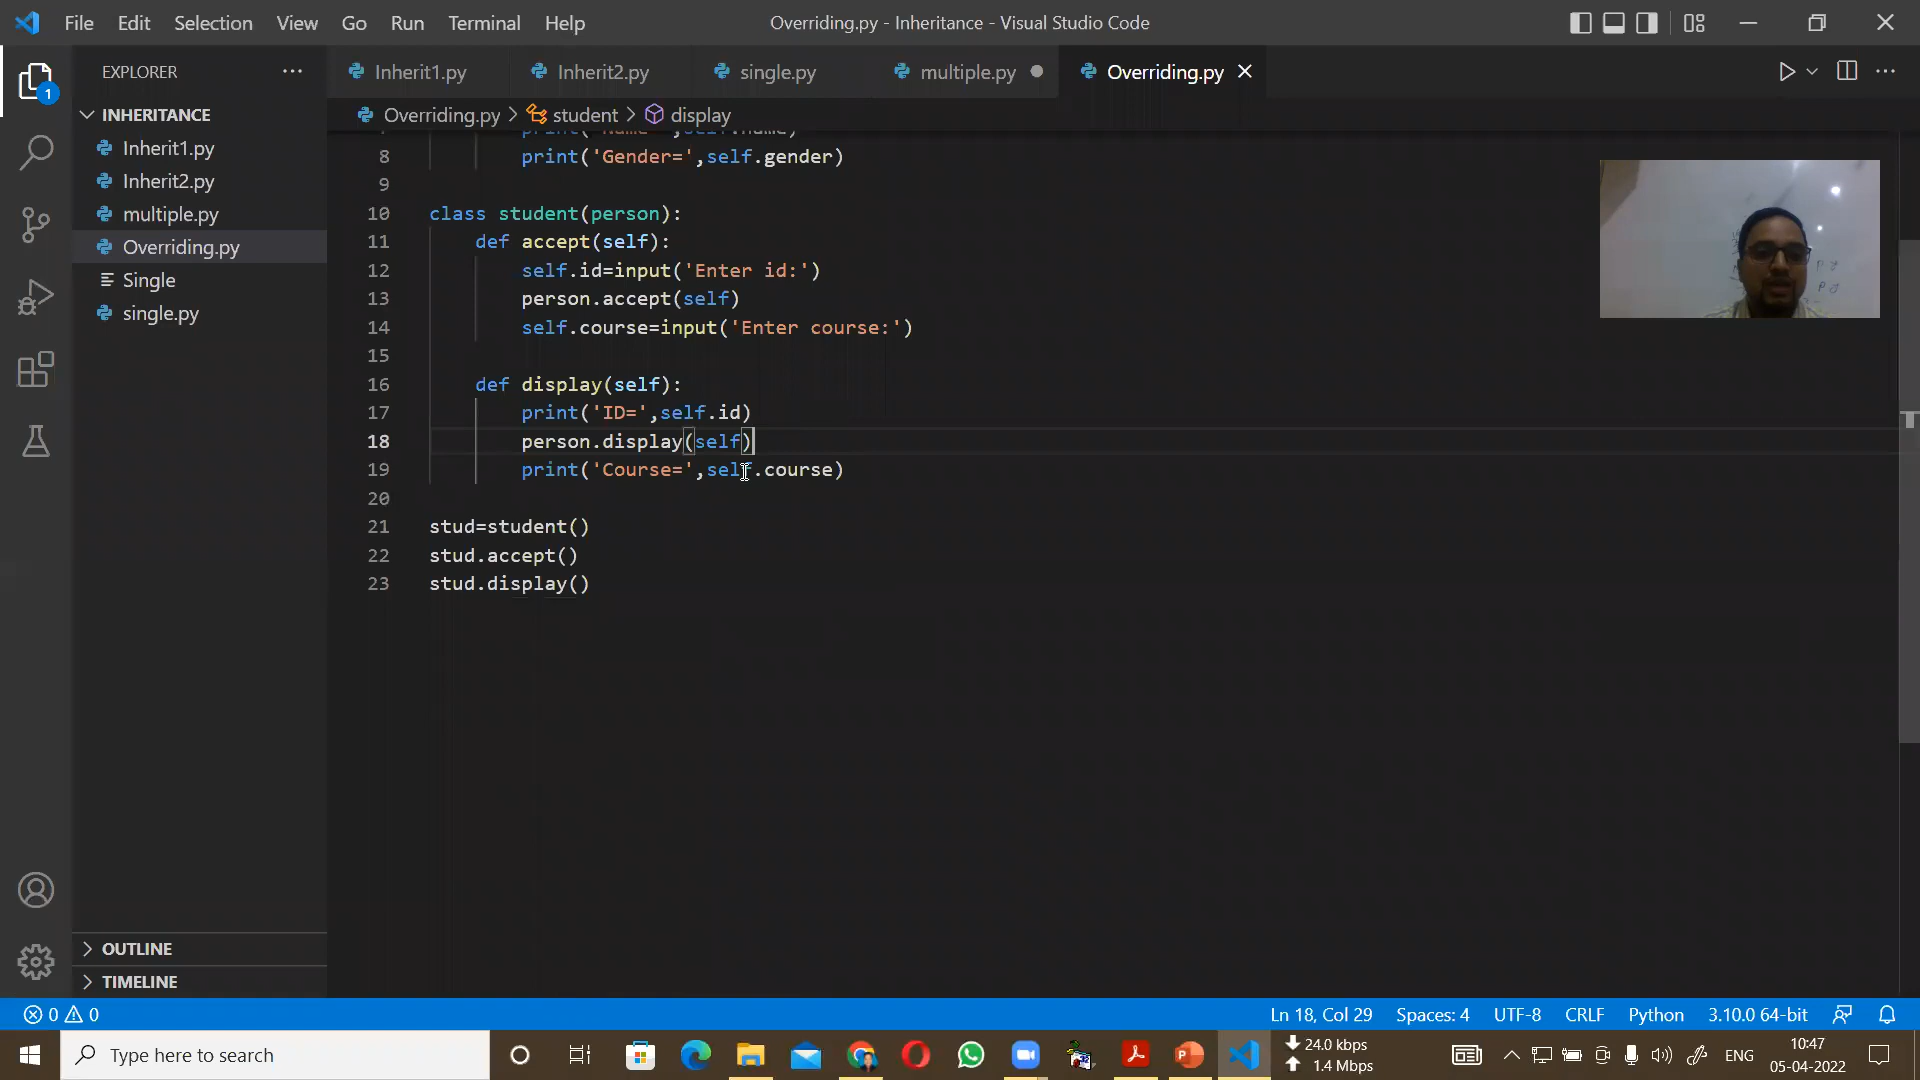 File Edit Selection View Go Run Terminal Help
Overriding.py - Inheritance - Visual Studio Code
EXPLORER
Inherit1.py Inherit2.py single.py multiple.py Overriding.py
1
INHERITANCE
Inherit1.py
Inherit2.py
multiple.py
Overriding.py
Single
single.py
OUTLINE
TIMELINE
Overriding.py > student > display
8 print('Gender=',self.gender)
9
10 class student(person):
11 def accept(self):
12 self.id=input('Enter id:')
13 person.accept(self)
14 self.course=input('Enter course:')
15
16 def display(self):
17 print('ID=',self.id)
18 person.display(self)
19 print('Course=',self.course)
20
21 stud=student()
22 stud.accept()
23 stud.display()
0 0 Ln 18, Col 29 Spaces: 4 UTF-8 CRLF Python 3.10.0 64-bit
Type here to search
24.0 kbps
1.4 Mbps
ENG
10:47
05-04-2022